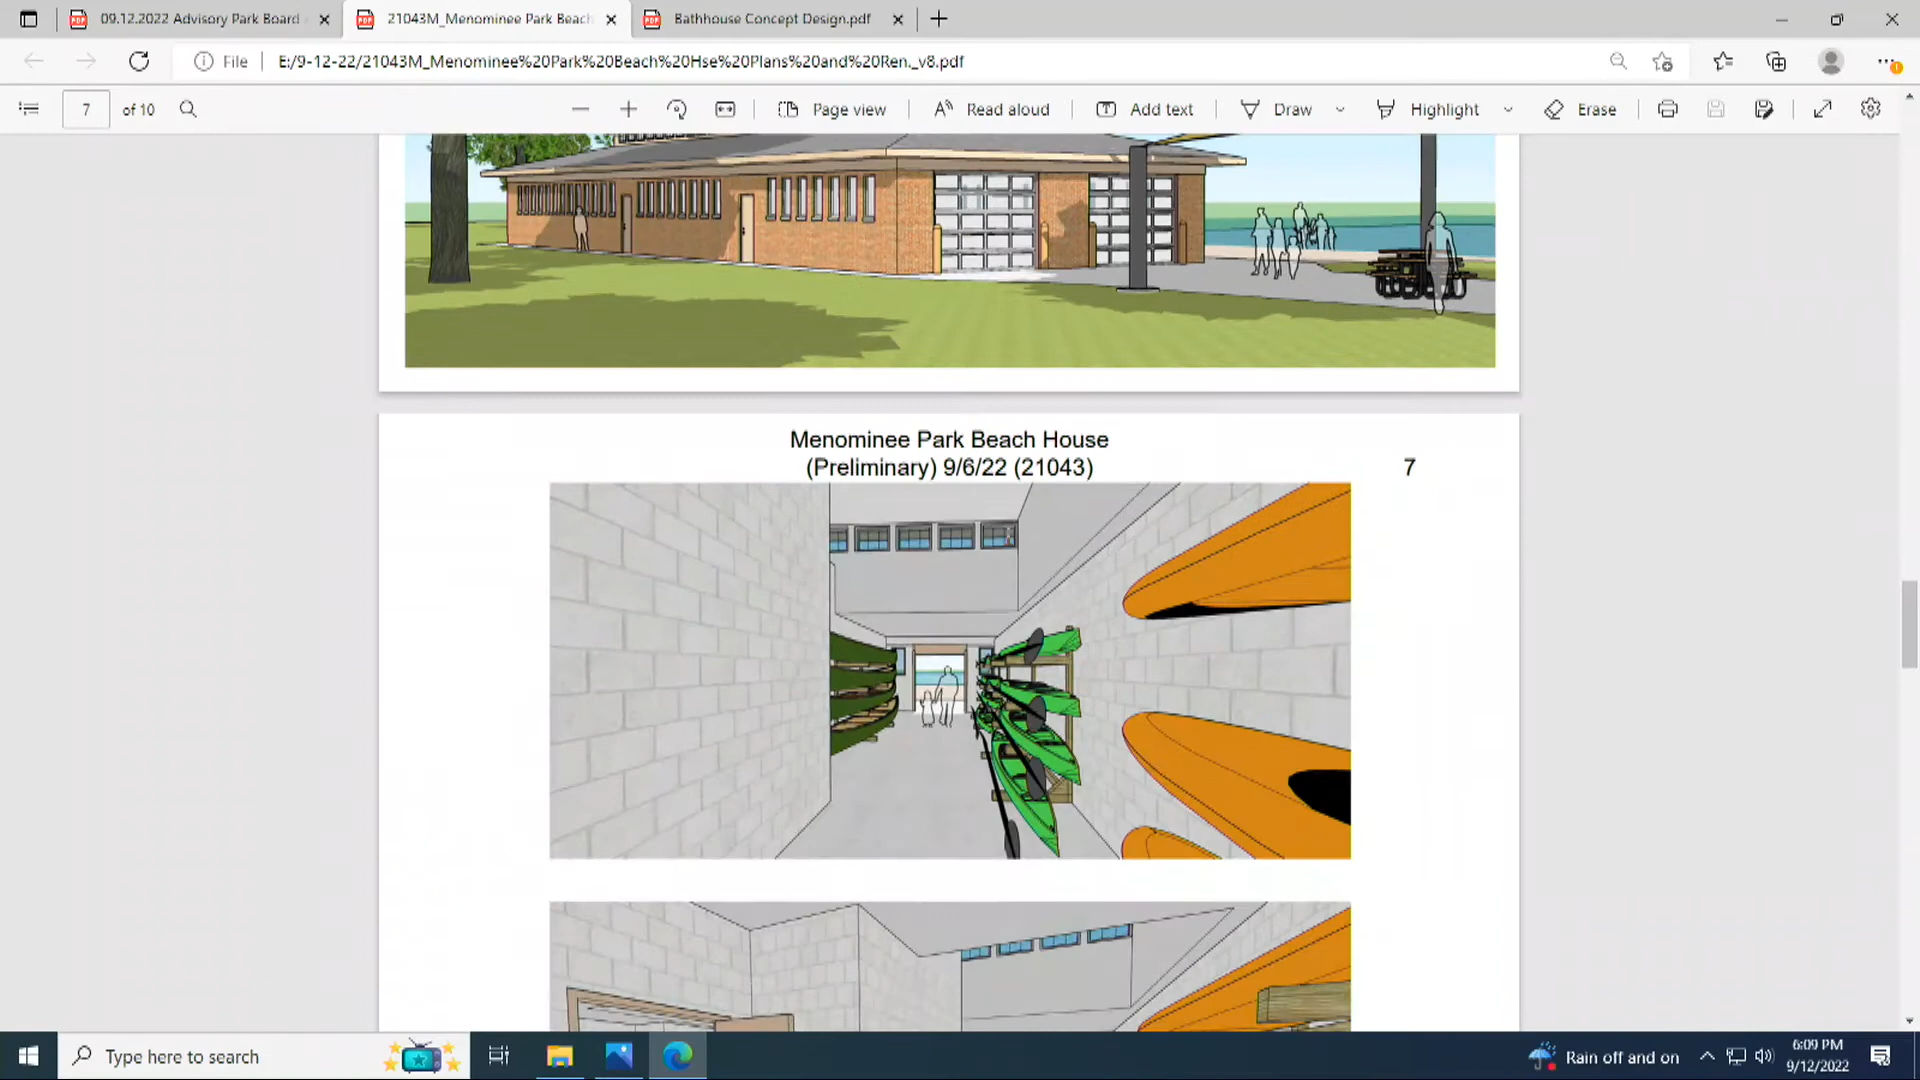 09.12.2022 Advisory Park Board
21043M_Menominee Park Beach
Bathhouse Concept Design.pdf
File
E:/9-12-22/21043M_Menominee%20Park%20Beach%20Hse%20Plans%20and%20Ren._v8.pdf
7 of 10
Page view
Read aloud
Add text
Draw
Highlight
Erase
Menominee Park Beach House
(Preliminary) 9/6/22 (21043)
7
Type here to search
Rain off and on
6:09 PM
9/12/2022